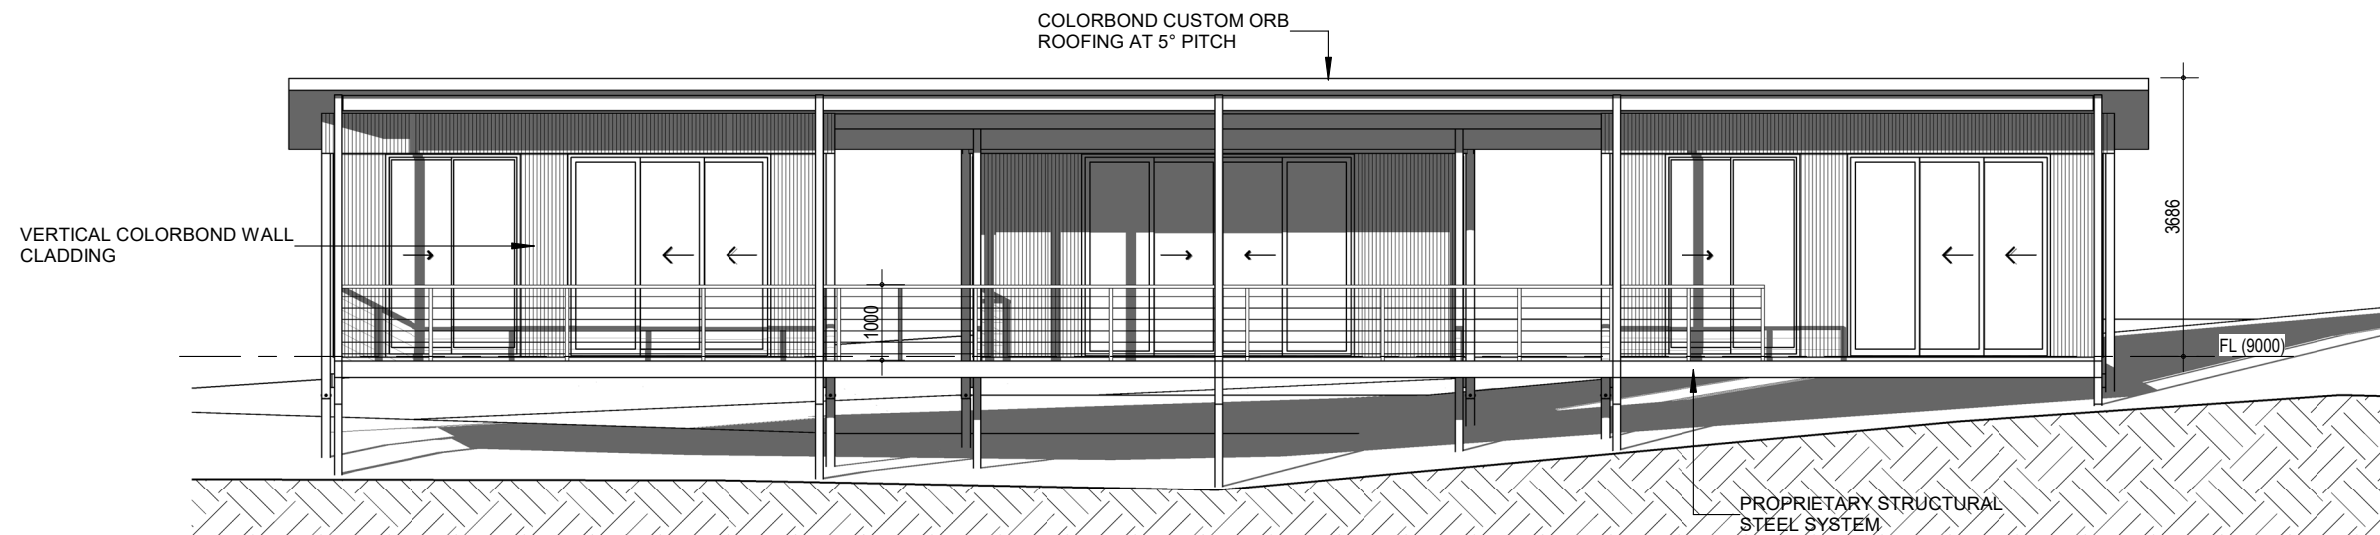 COLORBOND CUSTOM ORB
ROOFING AT 5° PITCH
VERTICAL COLORBOND WALL
CLADDING
3686
1000
FL (9000)
PROPRIETARY STRUCTURAL
STEEL SYSTEM